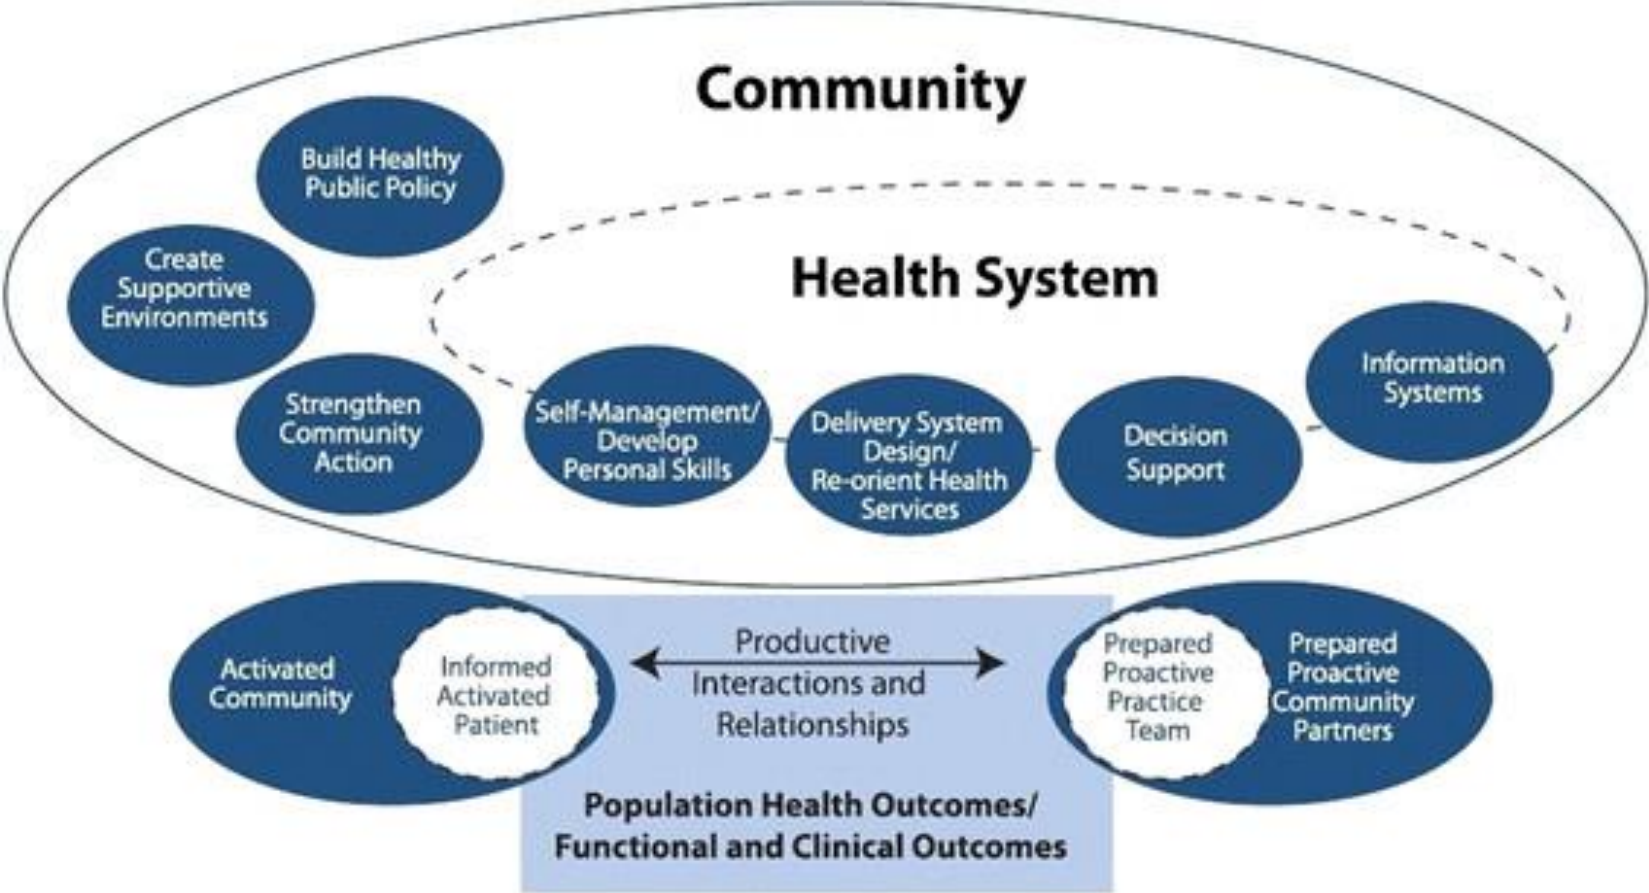 Community
Build Healthy
Public Policy
Create
Supportive
Environments
Health System
Strengthen
Community
Action
Self-Management/
Develop
Personal Skills
Delivery System
Design/
Re-orient Health
Services
Decision
Support
Information
Systems
Activated
Community
Informed
Activated
Patient
Productive
Interactions and
Relationships
Prepared
Proactive
Practice
Team
Prepared
Proactive
Community
Partners
Population Health Outcomes/
Functional and Clinical Outcomes